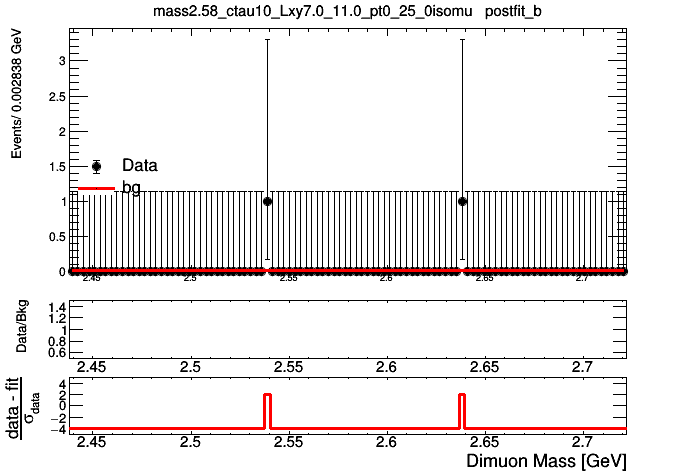 mass2.58_ctau10_Lxy7.0_11.0_pt0_25_0isomu postfit_b
Events/ 0.002838 GeV
3
2.5
2
1.5
1
0.5
0
Data
bg
2.45 2.5 2.55 2.6 2.65 2.7
Data/Bkg
1.4
1.2
1
0.8
0.6
2.45 2.5 2.55 2.6 2.65 2.7
data - fit
σdata
4
2
0
−2
−4
2.45 2.5 2.55 2.6 2.65 2.7
Dimuon Mass [GeV]